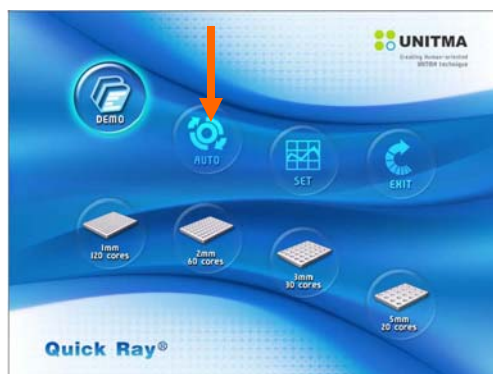 UNITMA
Creating Human-oriented
UNITMA technique
DEMO
AUTO
SET
EXIT
1mm
120 cores
2mm
60 cores
3mm
30 cores
5mm
20 cores
Quick Ray®